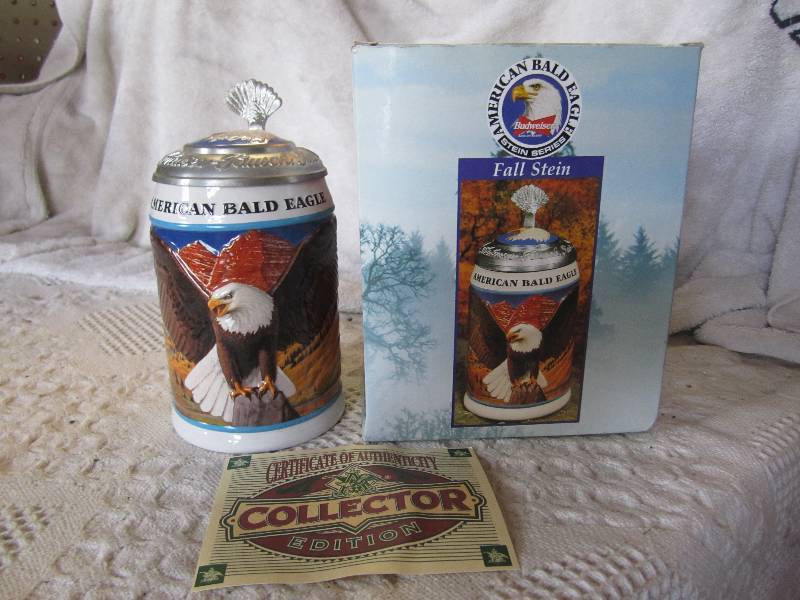 AMERICAN BALD EAGLE
AMERICAN BALD EAGLE
Budweiser
STEIN SERIES
Fall Stein
AMERICAN BALD EAGLE
CERTIFICATE OF AUTHENTICITY
COLLECTOR
EDITION